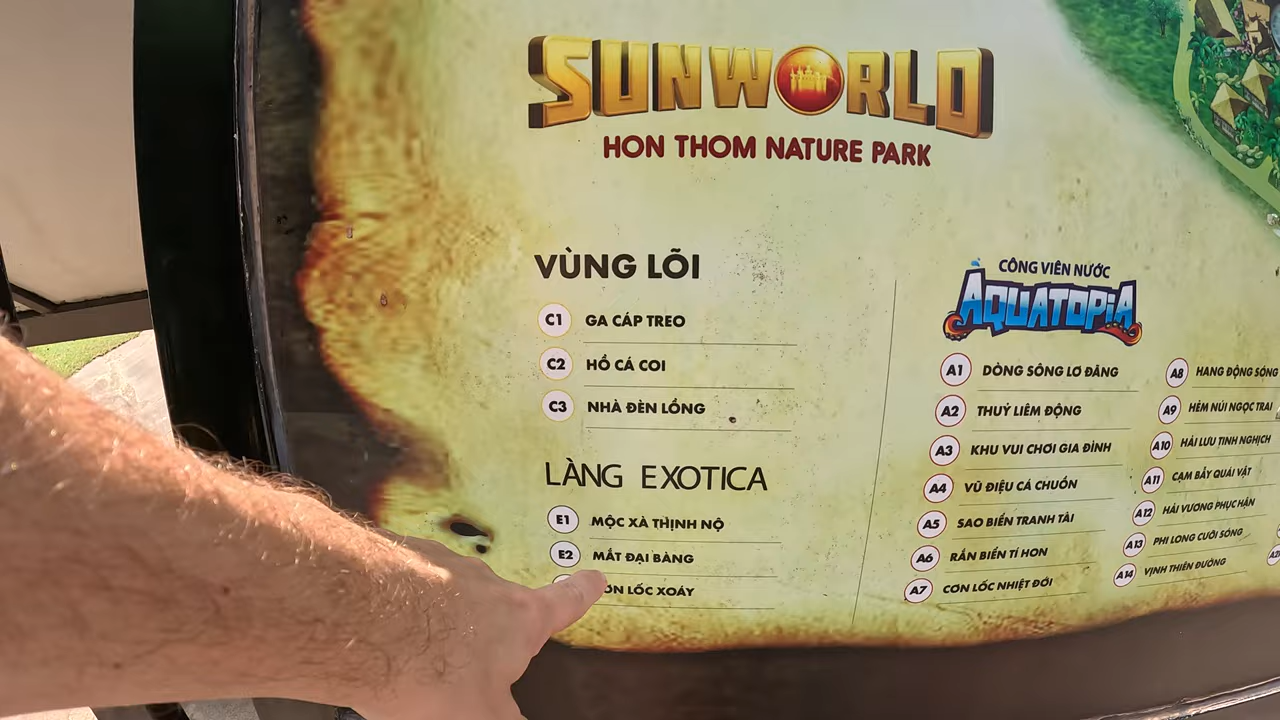 SUNWORLD
HON THOM NATURE PARK
VÙNG LÕI
C1 GA CÁP TREO
C2 HỒ CÁ COI
C3 NHÀ ĐÈN LỒNG
LÀNG EXOTICA
E1 MỘC XÀ THỊNH NỘ
E2 MẮT ĐẠI BÀNG
LỐC XOÁY
CÔNG VIÊN NƯỚC
AQUATOPIA
A1 DÒNG SÔNG LƠ ĐÃNG
A2 THUỶ LIÊM ĐỘNG
A3 KHU VUI CHƠI GIA ĐÌNH
A4 VŨ ĐIỆU CÁ CHUỒN
A5 SAO BIỂN TRANH TÀI
A6 RẮN BIỂN TÍ HON
A7 CƠN LỐC NHIỆT ĐỚI
A8 HANG ĐỘNG SÓNG
A9 HẺM NÚI NGỌC TRAI
A10 HẢI LƯU TINH NGHỊCH
A11 CẠM BẪY QUÁI VẬT
A12 HẢI VƯƠNG PHỤC HẬN
A13 PHI LONG CƯỠI SÓNG
A14 VỊNH THIÊN ĐƯỜNG